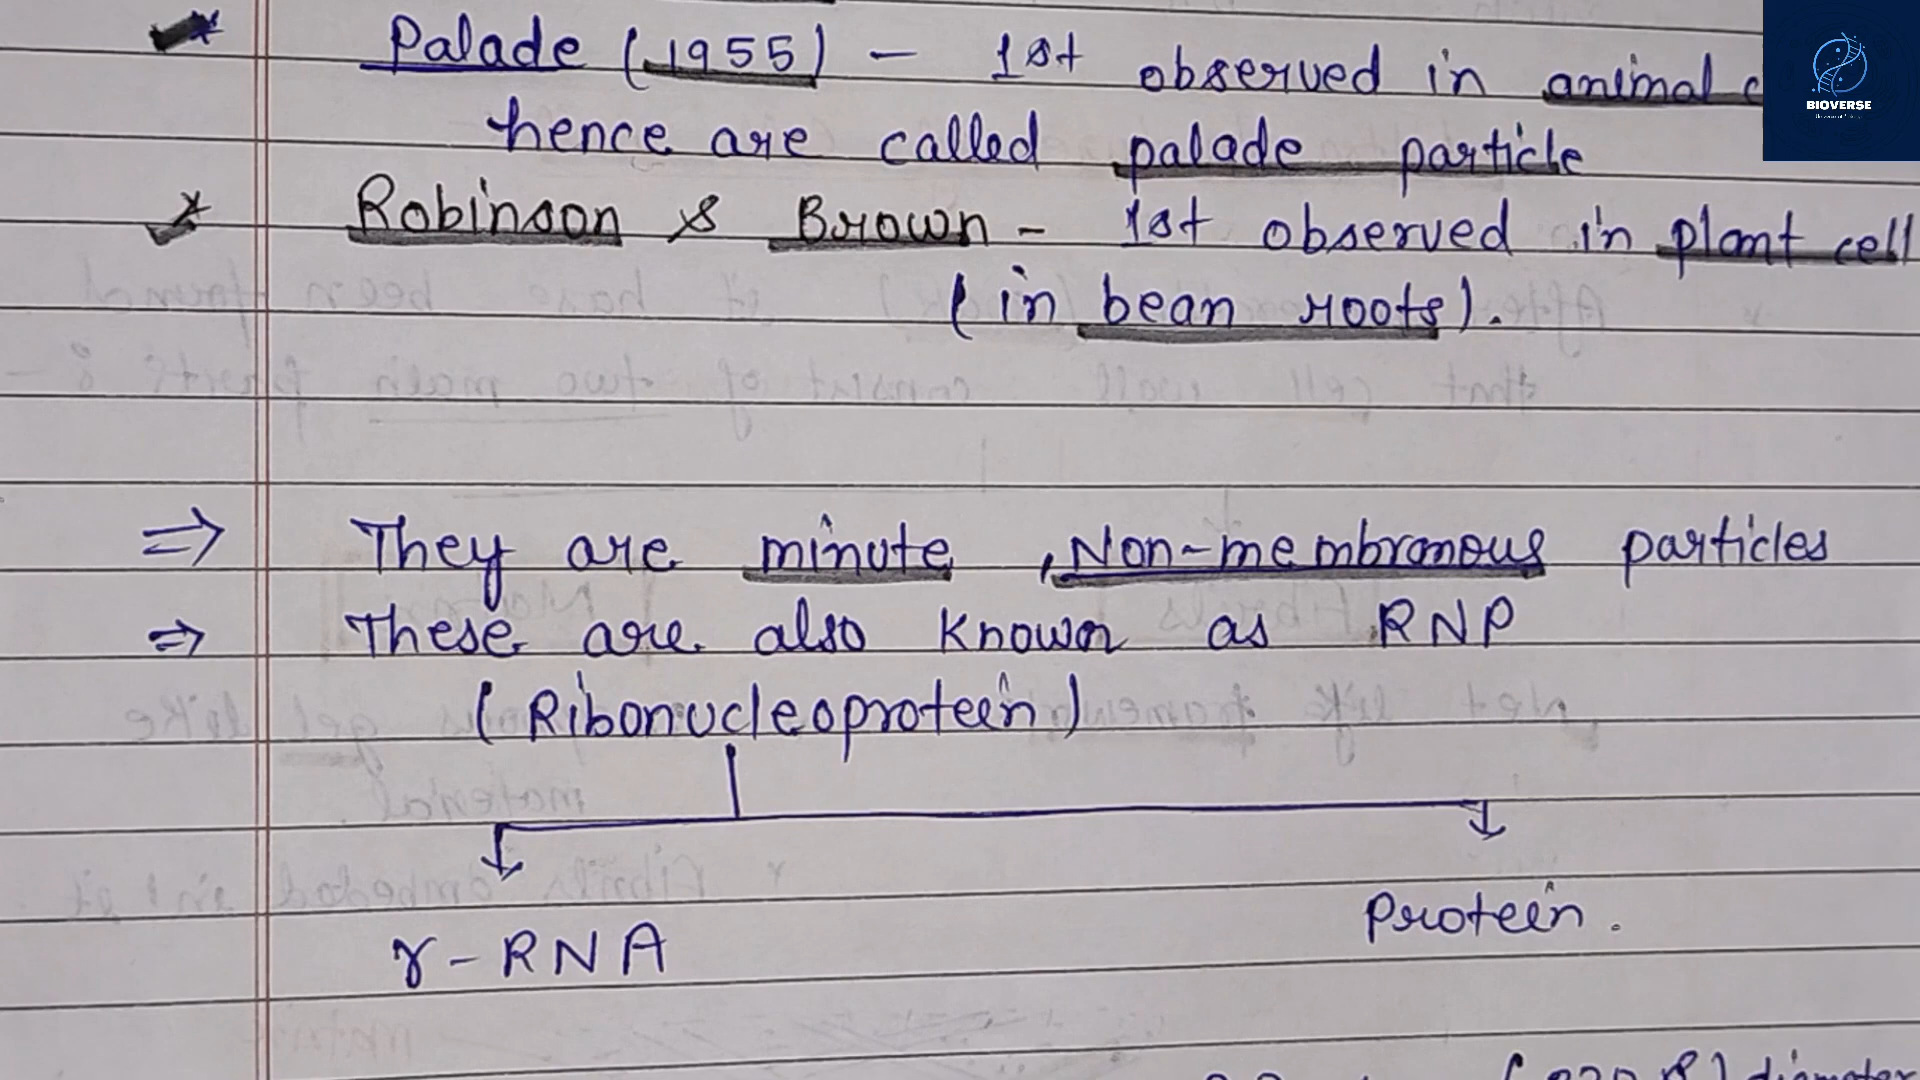 Palade (1955) - 1st observed in animal
hence are called palade particle
Robinson & Brown - 1st observed in plant cell
(in bean roots).
⇒ They are minute, Non-membranous particles
⇒ These are also known as RNP
(Ribonucleoprotein)
r-RNA
Protein.
diameter
BIOVERSE